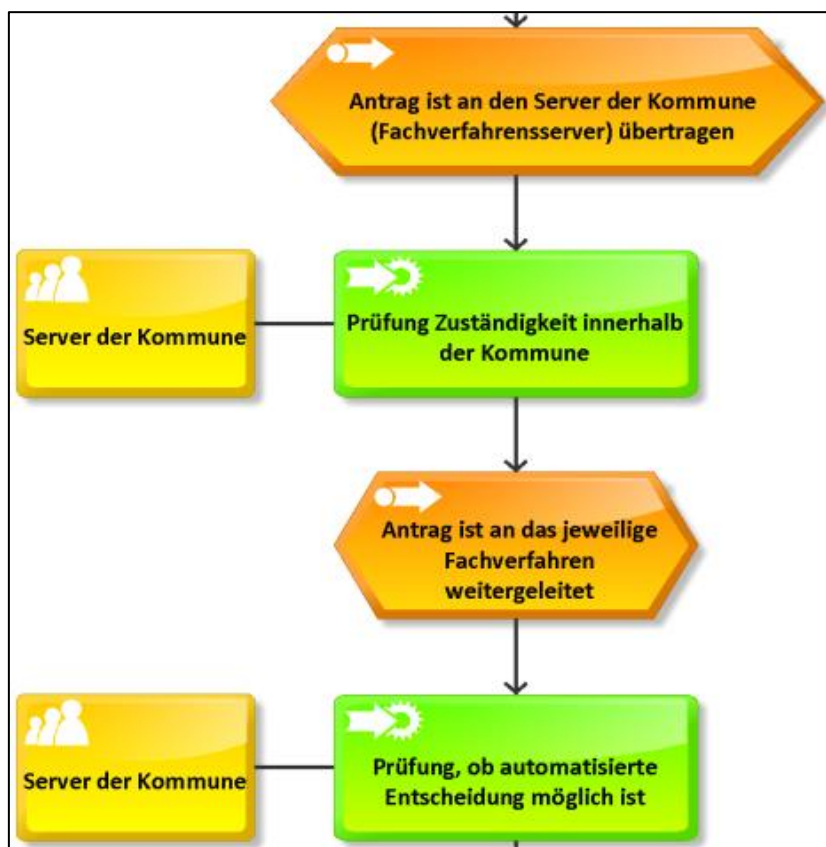 Antrag ist an den Server der Kommune
(Fachverfahrensserver) übertragen
Server der Kommune
Prüfung Zuständigkeit innerhalb
der Kommune
Antrag ist an das jeweilige
Fachverfahren
weitergeleitet
Server der Kommune
Prüfung, ob automatisierte
Entscheidung möglich ist